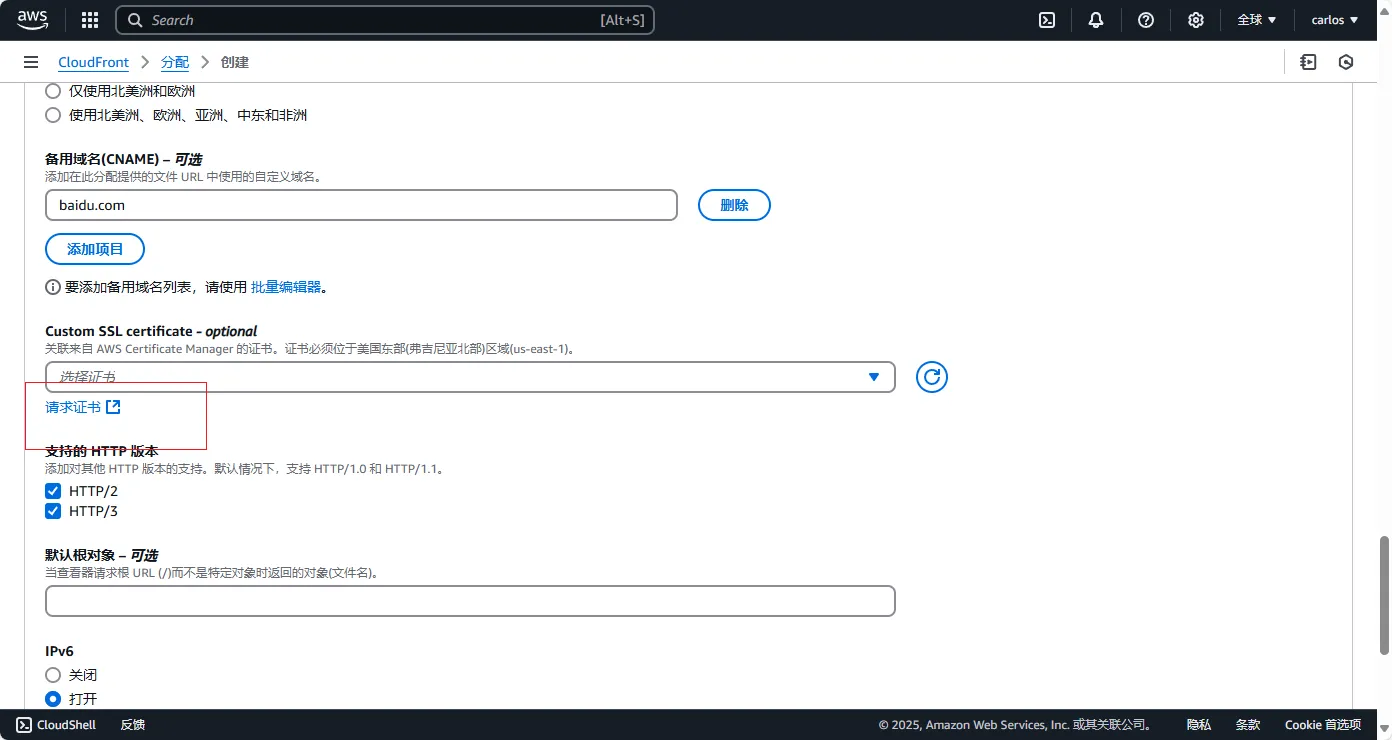 aws
Search [Alt+S] 全球 carlos
CloudFront 分配 创建
仅使用北美洲和欧洲
使用北美洲、欧洲、亚洲、中东和非洲
备用域名(CNAME) – 可选
添加在此分配提供的文件 URL 中使用的自定义域名。
baidu.com 删除
添加项目
要添加备用域名列表，请使用 批量编辑器。
Custom SSL certificate - optional
关联来自 AWS Certificate Manager 的证书。证书必须位于美国东部(弗吉尼亚北部)区域(us-east-1)。
选择证书
请求证书
支持的 HTTP 版本
添加对其他 HTTP 版本的支持。默认情况下，支持 HTTP/1.0 和 HTTP/1.1。
HTTP/2
HTTP/3
默认根对象 – 可选
当查看器请求根 URL (/)而不是特定对象时返回的对象(文件名)。
IPv6
关闭
打开
CloudShell 反馈 © 2025, Amazon Web Services, Inc. 或其关联公司。 隐私 条款 Cookie 首选项